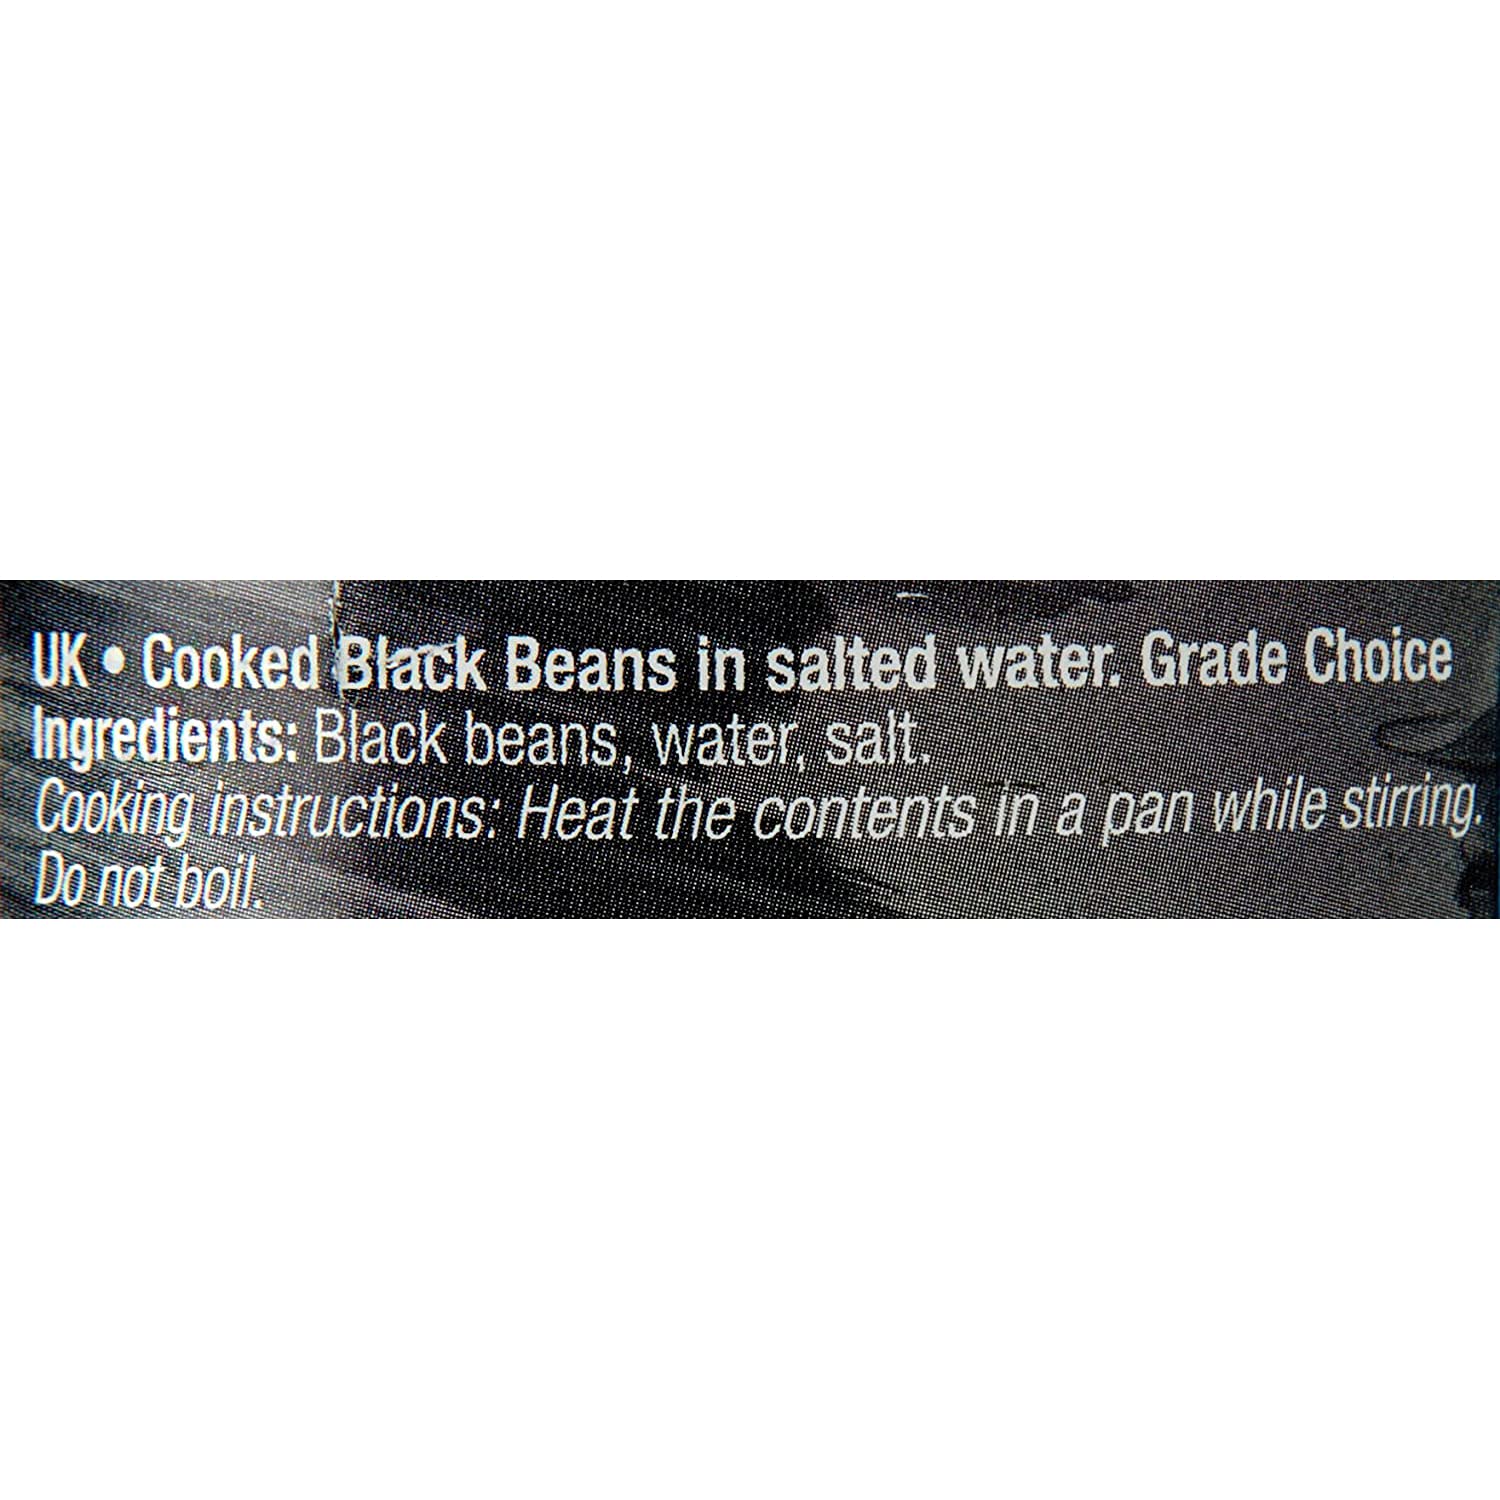 UK • Cooked Black Beans in salted water. Grade Choice
Ingredients: Black beans, water, salt.
Cooking instructions: Heat the contents in a pan while stirring.
Do not boil.